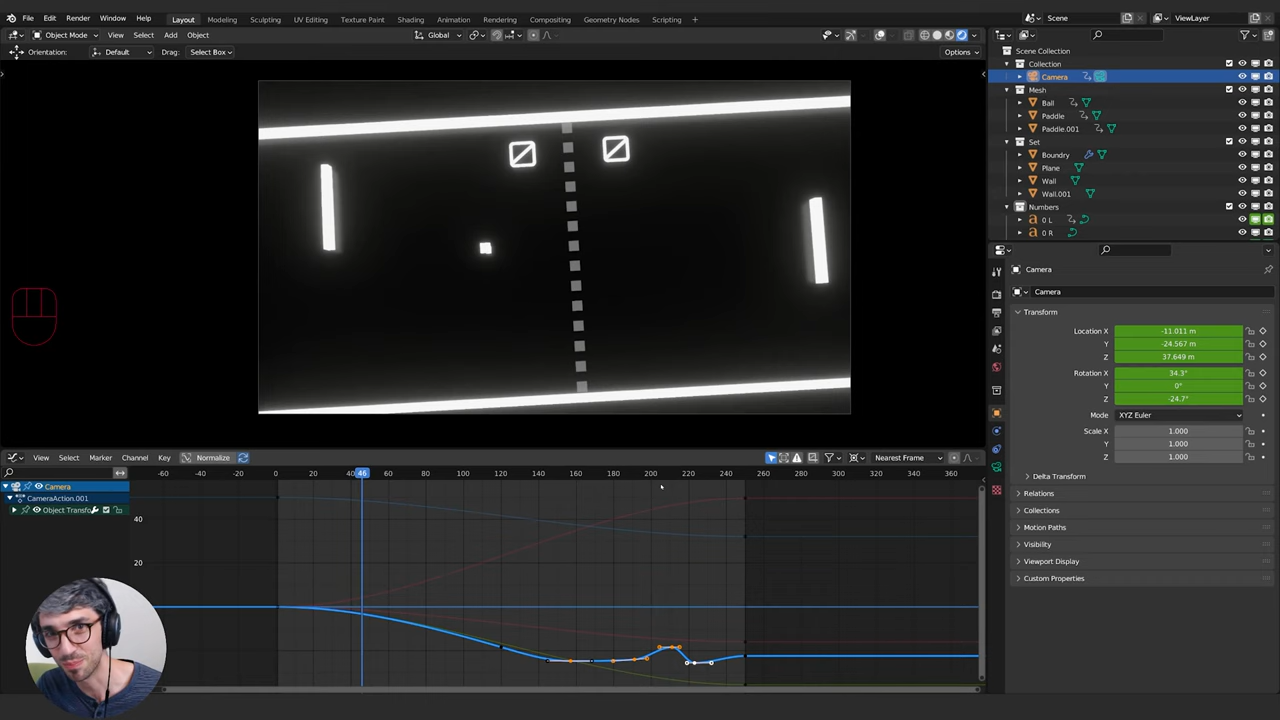 File Edit Render Window Help Layout Modeling Sculpting UV Editing Texture Paint Shading Animation Rendering Compositing Geometry Nodes Scripting + Scene ViewLayer
Object Mode View Select Add Object Global
Orientation: Default Drag: Select Box Options
Scene Collection
Collection
Camera
Mesh
Ball
Paddle
Paddle.001
Set
Boundry
Plane
Wall
Wall.001
Numbers
0 L
0 R
Camera
Camera
Transform
Location X -11.011 m
Y -24.567 m
Z 37.649 m
Rotation X 34.3°
Y 0°
Z -24.7°
Mode XYZ Euler
Scale X 1.000
Y 1.000
Z 1.000
Delta Transform
Relations
Collections
Motion Paths
Visibility
Viewport Display
Custom Properties
View Select Marker Channel Key Normalize Nearest Frame
-60 -40 -20 0 20 40 46 60 80 100 120 140 160 180 200 220 240 260 280 300 320 340 360
Camera
CameraAction.001
Object Transfo
40
20